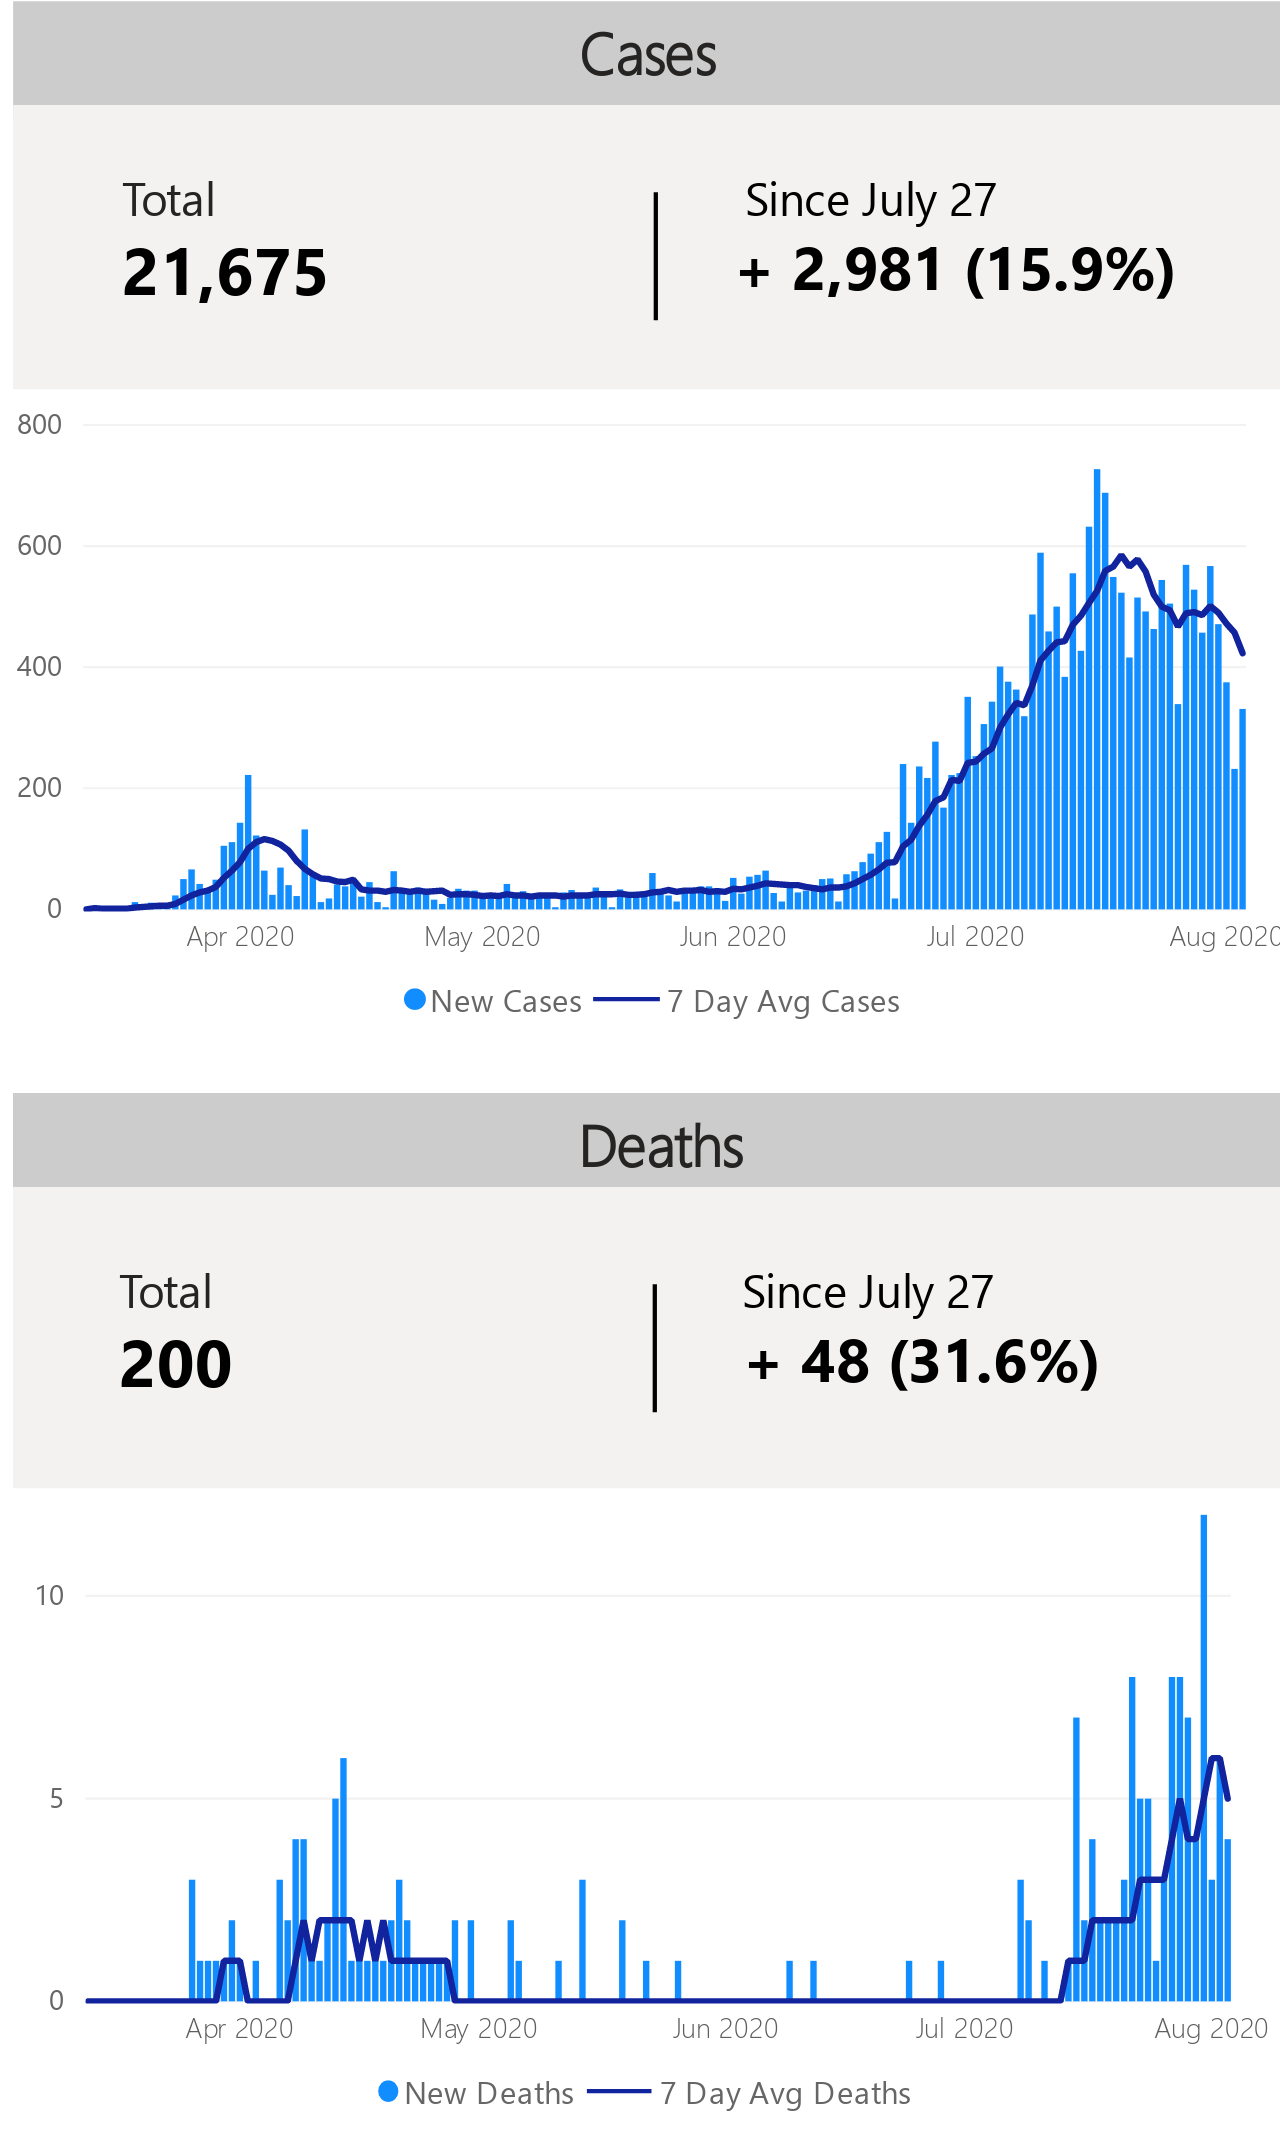 Cases
Total
Since July 27
21,675
+ 2,981 (15.9%)
800
600
400
200
0
Apr 2020
May 2020
Jun 2020
Jul 2020
Aug 2020
New Cases
7 Day Avg Cases
Deaths
Total
Since July 27
200
+ 48 (31.6%)
10
5
0
Apr 2020
May 2020
Jun 2020
Jul 2020
Aug 2020
New Deaths
7 Day Avg Deaths